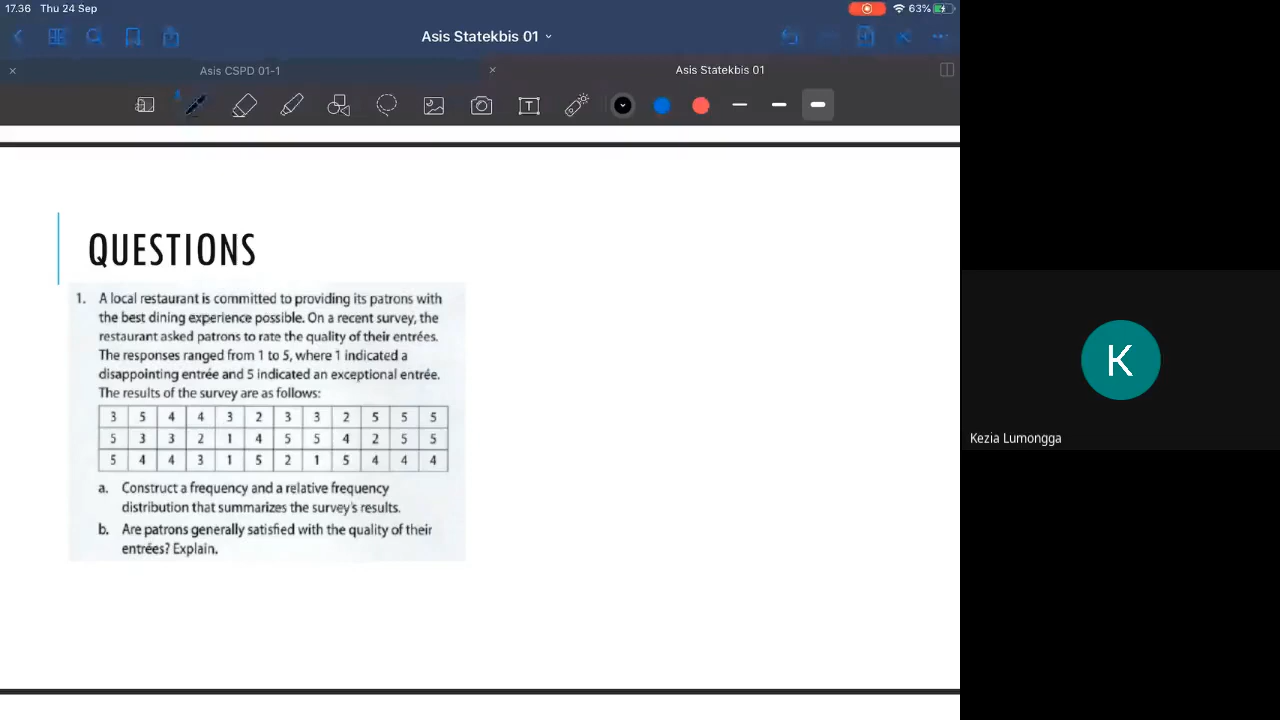 17.36 Thu 24 Sep
63%
Asis Statekbis 01
Asis CSPD 01-1
Asis Statekbis 01
T
QUESTIONS
1. A local restaurant is committed to providing its patrons with
the best dining experience possible. On a recent survey, the
restaurant asked patrons to rate the quality of their entrées.
The responses ranged from 1 to 5, where 1 indicated a
disappointing entrée and 5 indicated an exceptional entrée.
The results of the survey are as follows:
3 5 4 4 3 2 3 3 2 5 5 5
5 3 3 2 1 4 5 5 4 2 5 5
5 4 4 3 1 5 2 1 5 4 4 4
a. Construct a frequency and a relative frequency
distribution that summarizes the survey's results.
b. Are patrons generally satisfied with the quality of their
entrées? Explain.
K
Kezia Lumongga